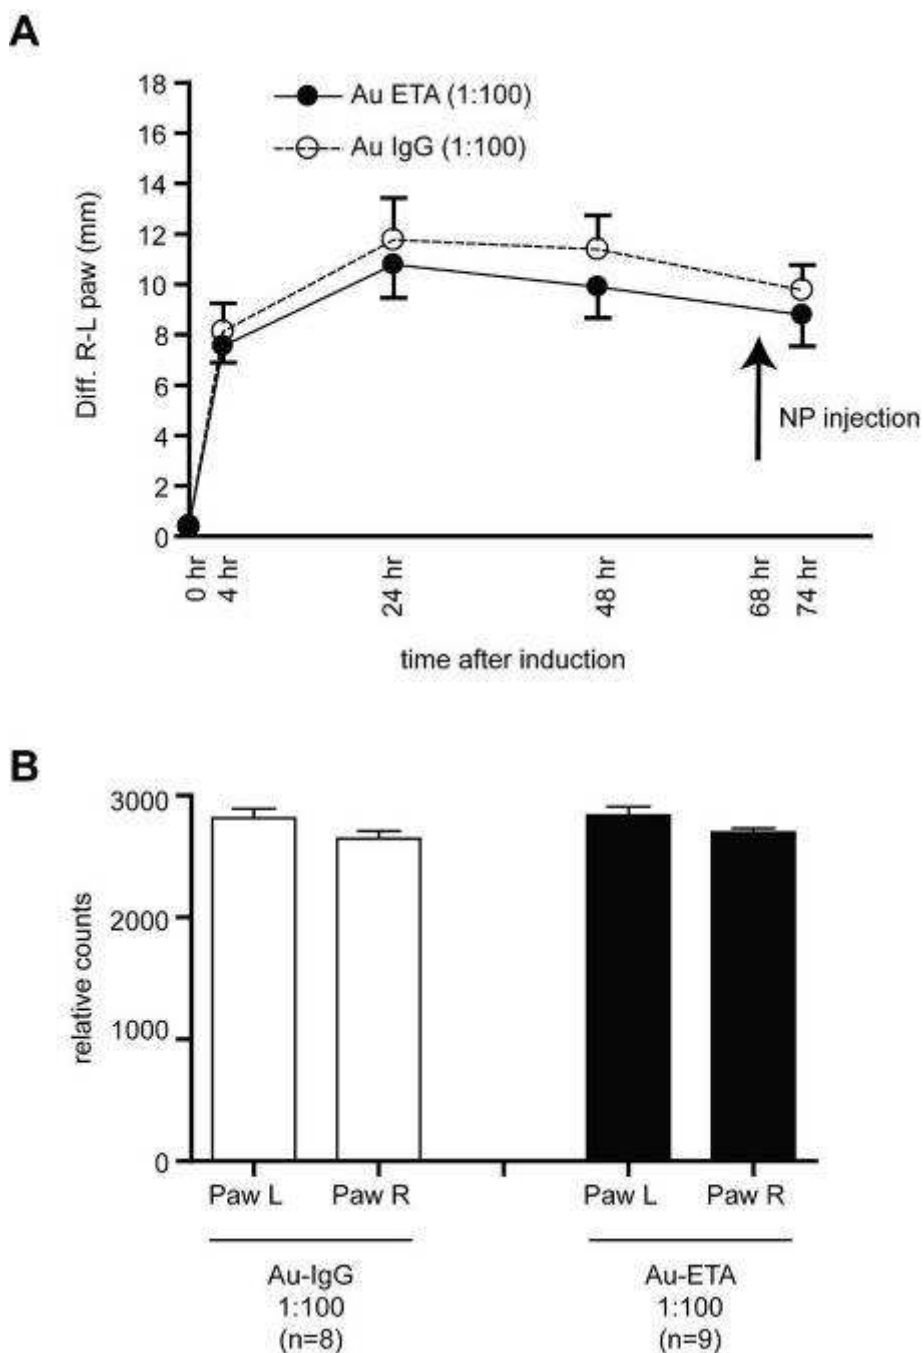 A
18
16
14
12
10
8
6
4
2
0
Diff. R-L paw (mm)
Au ETA (1:100)
Au IgG (1:100)
NP injection
0 hr
4 hr
24 hr
48 hr
68 hr
74 hr
time after induction
B
3000
2000
1000
0
relative counts
Paw L Paw R Paw L Paw R
Au-IgG Au-ETA
1:100 1:100
(n=8) (n=9)